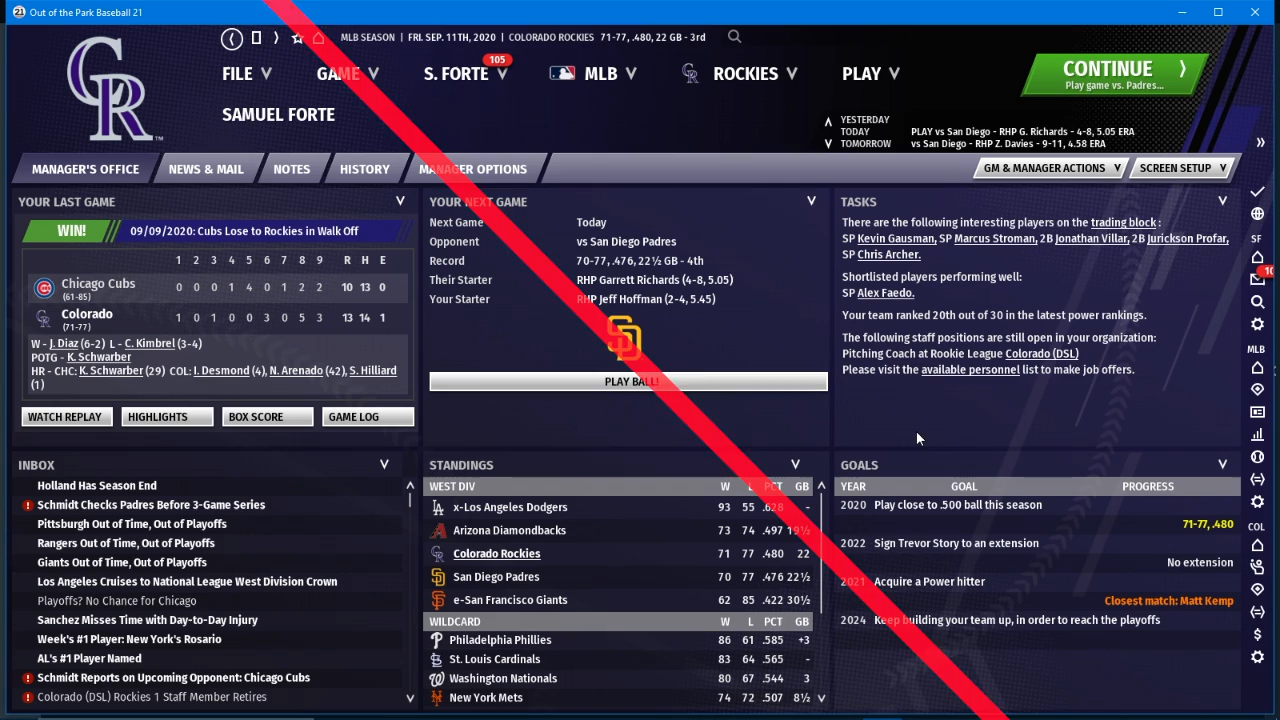 Out of the Park Baseball 21
MLB SEASON | FRI. SEP. 11TH, 2020 | COLORADO ROCKIES 71-77, .480, 22 GB - 3rd
FILE GAME S. FORTE 105 MLB ROCKIES PLAY
CONTINUE
Play game vs. Padres...
SAMUEL FORTE
YESTERDAY
TODAY PLAY vs San Diego - RHP G. Richards - 4-8, 5.05 ERA
TOMORROW vs San Diego - RHP Z. Davies - 9-11, 4.58 ERA
MANAGER'S OFFICE NEWS & MAIL NOTES HISTORY MANAGER OPTIONS
GM & MANAGER ACTIONS SCREEN SETUP
YOUR LAST GAME
WIN! 09/09/2020: Cubs Lose to Rockies in Walk Off
1 2 3 4 5 6 7 8 9 R H E
Chicago Cubs 0 0 0 1 4 0 1 2 2 10 13 0
(61-85)
Colorado 1 0 1 0 0 3 0 5 3 13 14 1
(71-77)
W - J. Diaz (6-2) L - C. Kimbrel (3-4)
POTG - K. Schwarber
HR - CHC: K. Schwarber (29) COL: I. Desmond (4), N. Arenado (42), S. Hilliard
(1)
WATCH REPLAY HIGHLIGHTS BOX SCORE GAME LOG
YOUR NEXT GAME
Next Game Today
Opponent vs San Diego Padres
Record 70-77, .476, 22½ GB - 4th
Their Starter RHP Garrett Richards (4-8, 5.05)
Your Starter RHP Jeff Hoffman (2-4, 5.45)
PLAY BALL!
TASKS
There are the following interesting players on the trading block :
SP Kevin Gausman, SP Marcus Stroman, 2B Jonathan Villar, 2B Jurickson Profar,
SP Chris Archer.
Shortlisted players performing well:
SP Alex Faedo.
Your team ranked 20th out of 30 in the latest power rankings.
The following staff positions are still open in your organization:
Pitching Coach at Rookie League Colorado (DSL)
Please visit the available personnel list to make job offers.
INBOX
Holland Has Season End
Schmidt Checks Padres Before 3-Game Series
Pittsburgh Out of Time, Out of Playoffs
Rangers Out of Time, Out of Playoffs
Giants Out of Time, Out of Playoffs
Los Angeles Cruises to National League West Division Crown
Playoffs? No Chance for Chicago
Sanchez Misses Time with Day-to-Day Injury
Week's #1 Player: New York's Rosario
AL's #1 Player Named
Schmidt Reports on Upcoming Opponent: Chicago Cubs
Colorado (DSL) Rockies 1 Staff Member Retires
STANDINGS
WEST DIV W L PCT GB
x-Los Angeles Dodgers 93 55 .628 -
Arizona Diamondbacks 73 74 .497 19½
Colorado Rockies 71 77 .480 22
San Diego Padres 70 77 .476 22½
e-San Francisco Giants 62 85 .422 30½
WILDCARD W L PCT GB
Philadelphia Phillies 86 61 .585 +3
St. Louis Cardinals 83 64 .565 -
Washington Nationals 80 67 .544 3
New York Mets 74 72 .507 8½
GOALS
YEAR GOAL PROGRESS
2020 Play close to .500 ball this season
71-77, .480
2022 Sign Trevor Story to an extension
No extension
2021 Acquire a Power hitter
Closest match: Matt Kemp
2024 Keep building your team up, in order to reach the playoffs
SF
10
MLB
COL